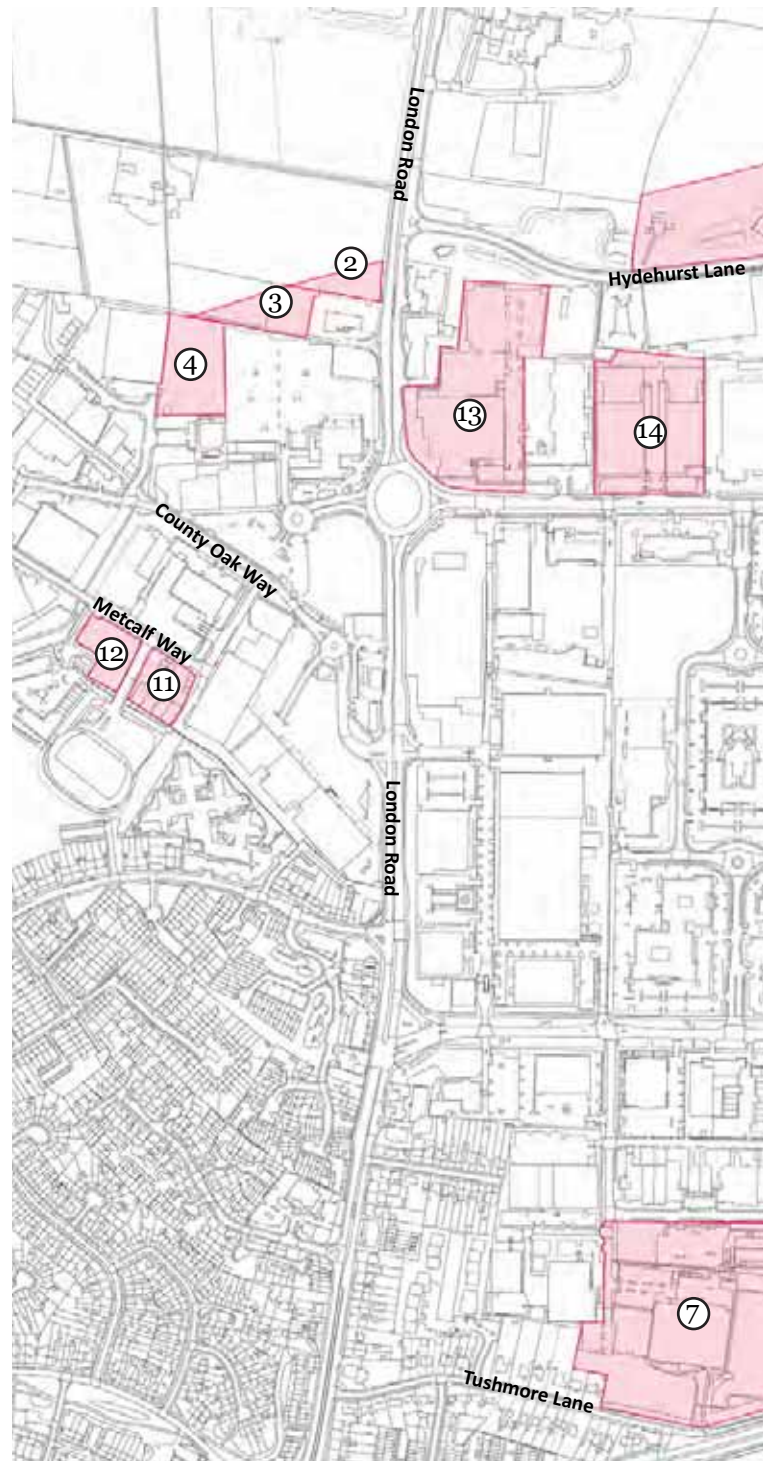 London Road
2
Hydehurst Lane
3
4
13
14
County Oak Way
Metcalf Way
12
11
London Road
7
Tushmore Lane